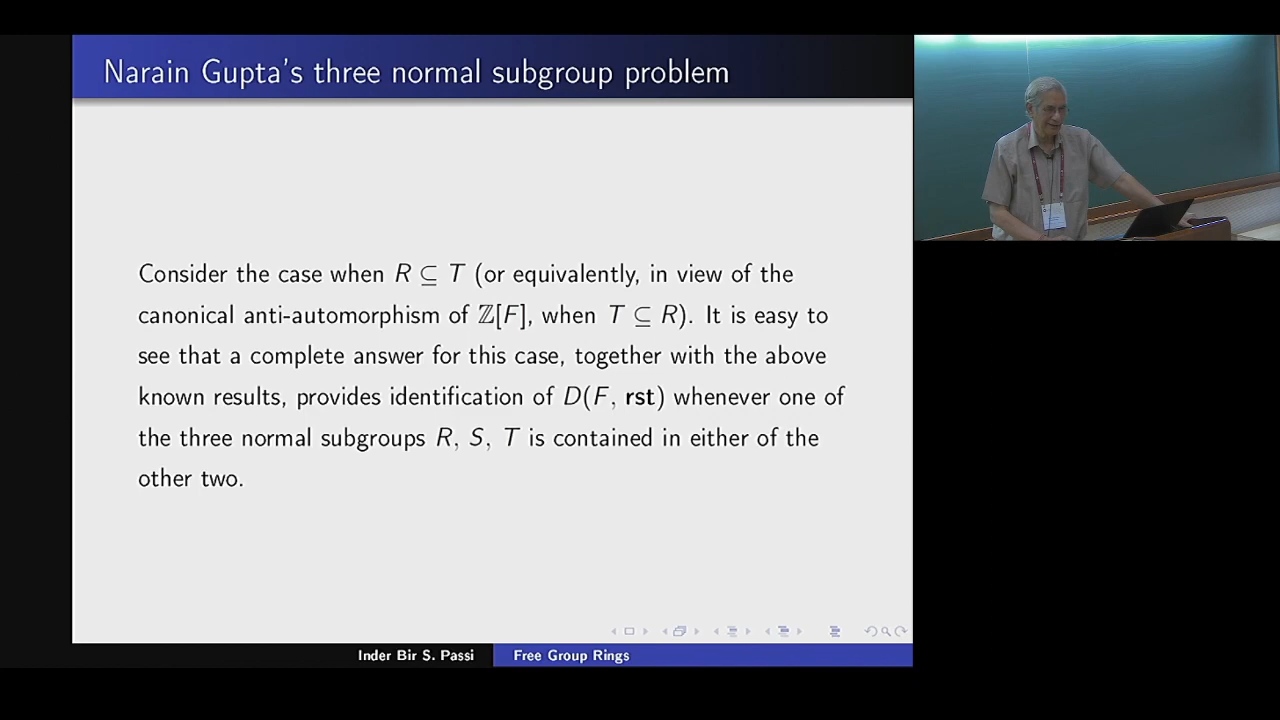 Narain Gupta's three normal subgroup problem
Consider the case when R ⊆ T (or equivalently, in view of the
canonical anti-automorphism of ℤ[F], when T ⊆ R). It is easy to
see that a complete answer for this case, together with the above
known results, provides identification of D(F, rst) whenever one of
the three normal subgroups R, S, T is contained in either of the
other two.
Inder Bir S. Passi
Free Group Rings